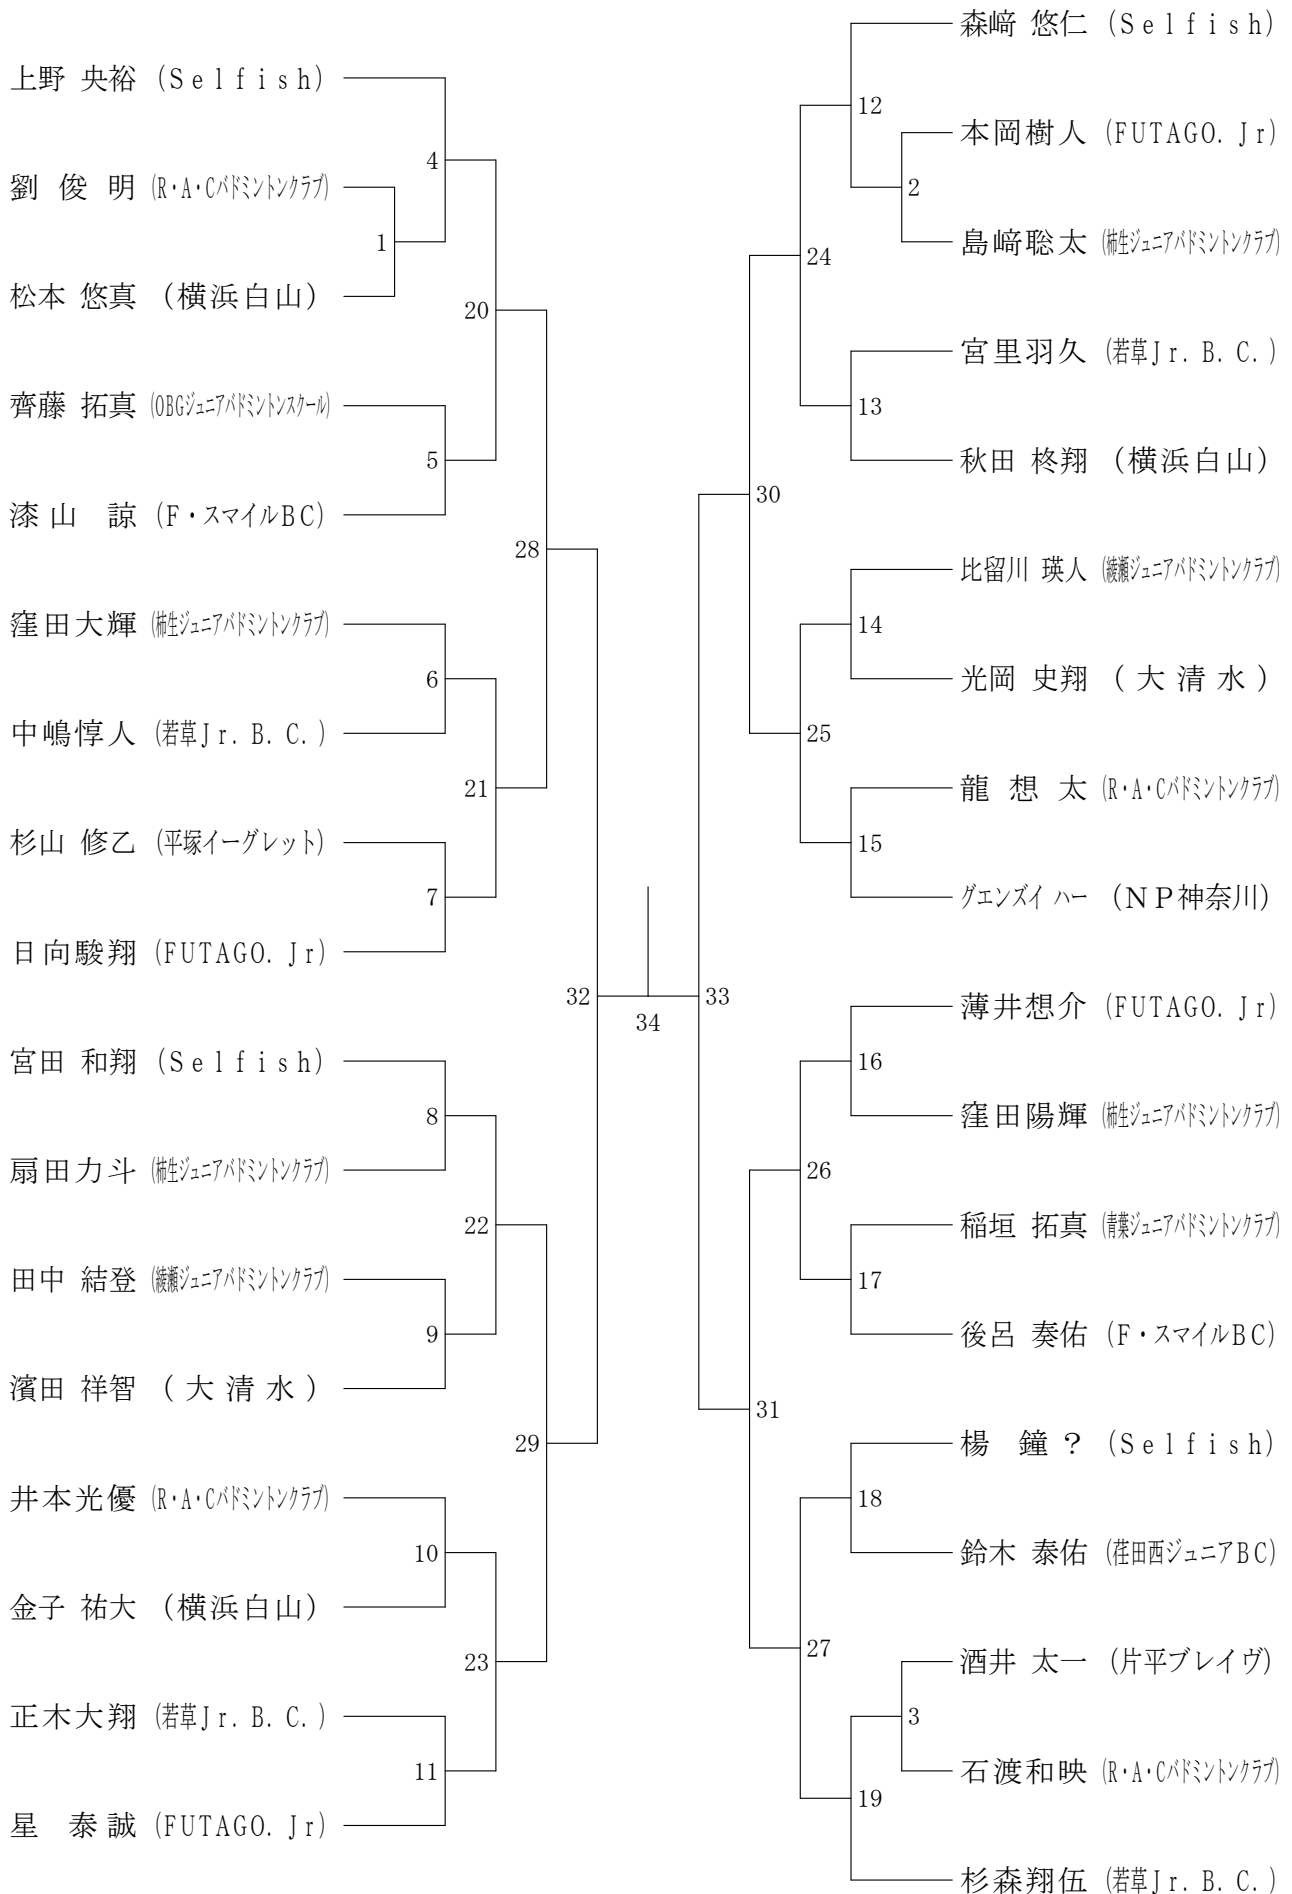 上野 央裕 (Selfish)
劉 俊 明 (R・A・Cバドミントンクラブ)
松本 悠真 (横浜白山)
齊藤 拓真 (OBGジュニアバドミントンスクール)
漆山 諒 (F・スマイルBC)
窪田大輝 (柿生ジュニアバドミントンクラブ)
中嶋惇人 (若草Jr. B. C. )
杉山 修乙 (平塚イーグレット)
日向駿翔 (FUTAGO. Jr)
宮田 和翔 (Selfish)
扇田力斗 (柿生ジュニアバドミントンクラブ)
田中 結登 (綾瀬ジュニアバドミントンクラブ)
濱田 祥智 (大清水)
井本光優 (R・A・Cバドミントンクラブ)
金子 祐大 (横浜白山)
正木大翔 (若草Jr. B. C. )
星 泰誠 (FUTAGO. Jr)
1
4
5
6
7
8
9
10
11
20
21
22
23
28
29
32
34
33
30
31
24
25
26
27
12
2
13
14
15
16
17
18
3
19
森﨑 悠仁 (Selfish)
本岡樹人 (FUTAGO. Jr)
島﨑聡太 (柿生ジュニアバドミントンクラブ)
宮里羽久 (若草Jr. B. C. )
秋田 柊翔 (横浜白山)
比留川 瑛人 (綾瀬ジュニアバドミントンクラブ)
光岡 史翔 (大清水)
龍 想 太 (R・A・Cバドミントンクラブ)
グエンズイ ハー (NP神奈川)
薄井想介 (FUTAGO. Jr)
窪田陽輝 (柿生ジュニアバドミントンクラブ)
稲垣 拓真 (青葉ジュニアバドミントンクラブ)
後呂 奏佑 (F・スマイルBC)
楊 鐘? (Selfish)
鈴木 泰佑 (荏田西ジュニアBC)
酒井 太一 (片平ブレイヴ)
石渡和映 (R・A・Cバドミントンクラブ)
杉森翔伍 (若草Jr. B. C. )